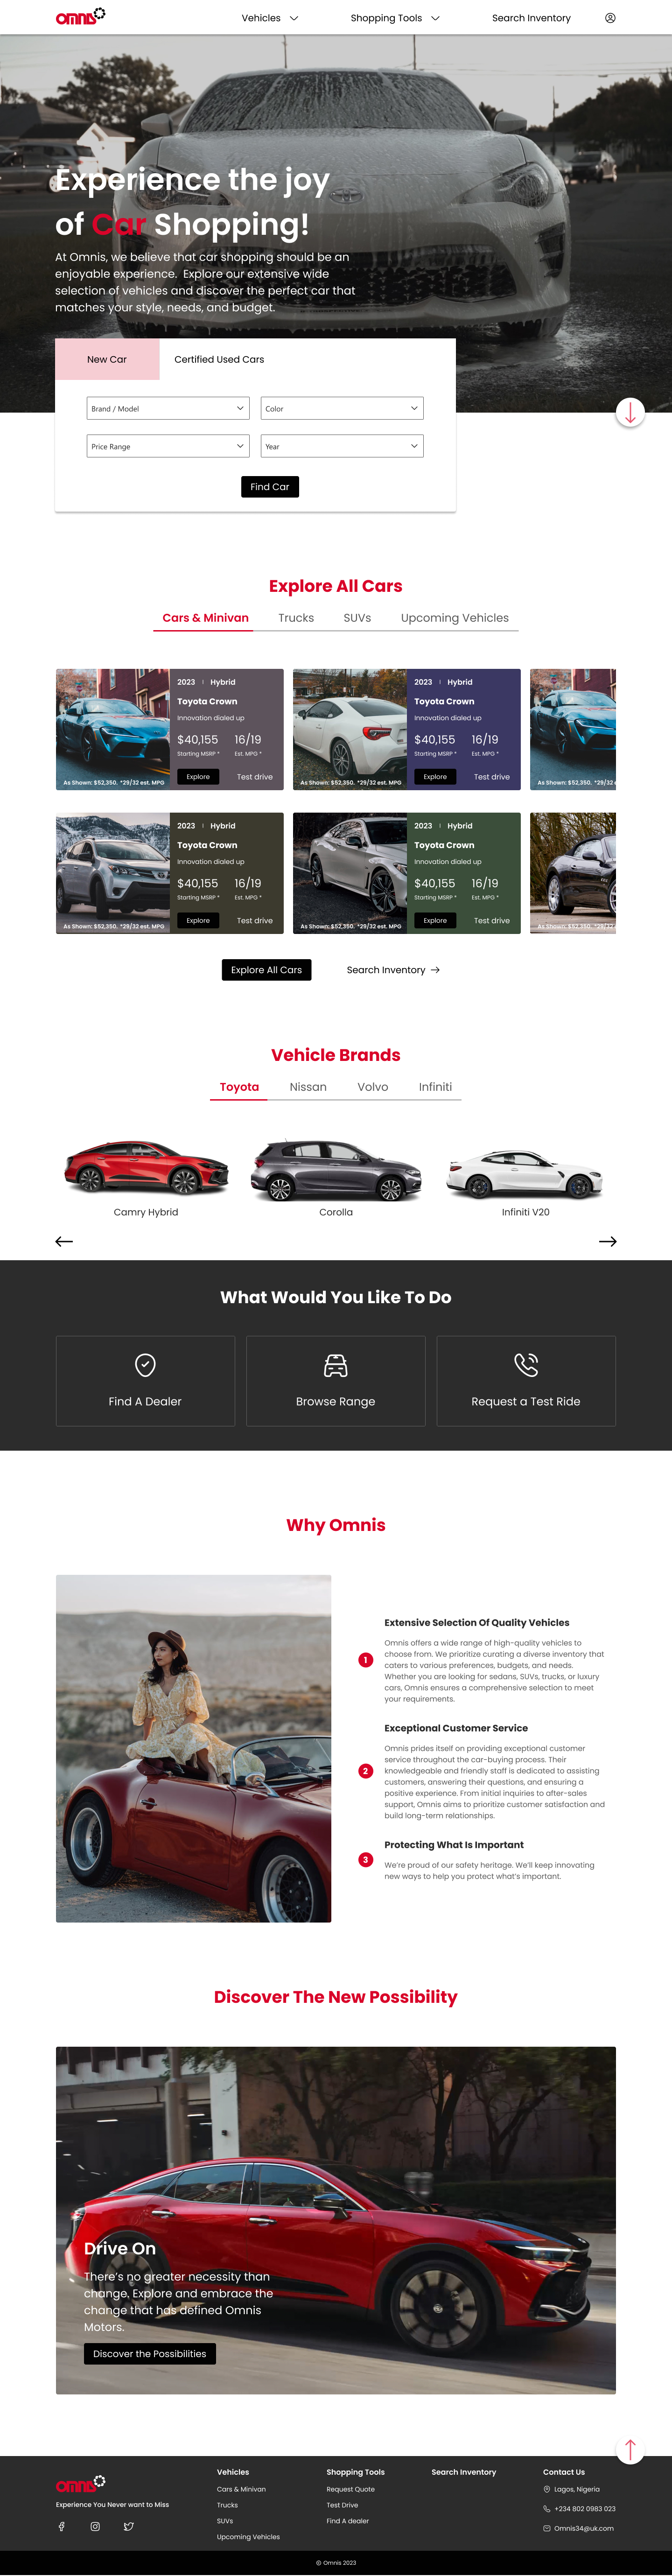 omnis
Vehicles
Shopping Tools
Search Inventory
Experience the joy
of Car Shopping!
At Omnis, we believe that car shopping should be an
enjoyable experience. Explore our extensive wide
selection of vehicles and discover the perfect car that
matches your style, needs, and budget.
New Car
Certified Used Cars
Brand / Model
Color
Price Range
Year
Find Car
Explore All Cars
Cars & Minivan
Trucks
SUVs
Upcoming Vehicles
2023 | Hybrid
Toyota Crown
Innovation dialed up
$40,155 16/19
Starting MSRP * Est. MPG *
Explore Test drive
As Shown: $52,350. *29/32 est. MPG
2023 | Hybrid
Toyota Crown
Innovation dialed up
$40,155 16/19
Starting MSRP * Est. MPG *
Explore Test drive
As Shown: $52,350. *29/32 est. MPG
As Shown: $52,350. *29/32 e
2023 | Hybrid
Toyota Crown
Innovation dialed up
$40,155 16/19
Starting MSRP * Est. MPG *
Explore Test drive
As Shown: $52,350. *29/32 est. MPG
2023 | Hybrid
Toyota Crown
Innovation dialed up
$40,155 16/19
Starting MSRP * Est. MPG *
Explore Test drive
As Shown: $52,350. *29/32 est. MPG
As Shown: $52,350. *29/32 e
Explore All Cars
Search Inventory
Vehicle Brands
Toyota
Nissan
Volvo
Infiniti
Camry Hybrid
Corolla
Infiniti V20
What Would You Like To Do
Find A Dealer
Browse Range
Request a Test Ride
Why Omnis
1
Extensive Selection Of Quality Vehicles
Omnis offers a wide range of high-quality vehicles to
choose from. We prioritize curating a diverse inventory that
caters to various preferences, budgets, and needs.
Whether you are looking for sedans, SUVs, trucks, or luxury
cars, Omnis ensures a comprehensive selection to meet
your requirements.
2
Exceptional Customer Service
Omnis prides itself on providing exceptional customer
service throughout the car-buying process. Their
knowledgeable and friendly staff is dedicated to assisting
customers, answering their questions, and ensuring a
positive experience. From initial inquiries to after-sales
support, Omnis aims to prioritize customer satisfaction and
build long-term relationships.
3
Protecting What Is Important
We're proud of our safety heritage. We'll keep innovating
new ways to help you protect what's important.
Discover The New Possibility
Drive On
There's no greater necessity than
change. Explore and embrace the
change that has defined Omnis
Motors.
Discover the Possibilities
omnis
Experience You Never want to Miss
Vehicles
Cars & Minivan
Trucks
SUVs
Upcoming Vehicles
Shopping Tools
Request Quote
Test Drive
Find A dealer
Search Inventory
Contact Us
Lagos, Nigeria
+234 802 0983 023
Omnis34@uk.com
© Omnis 2023